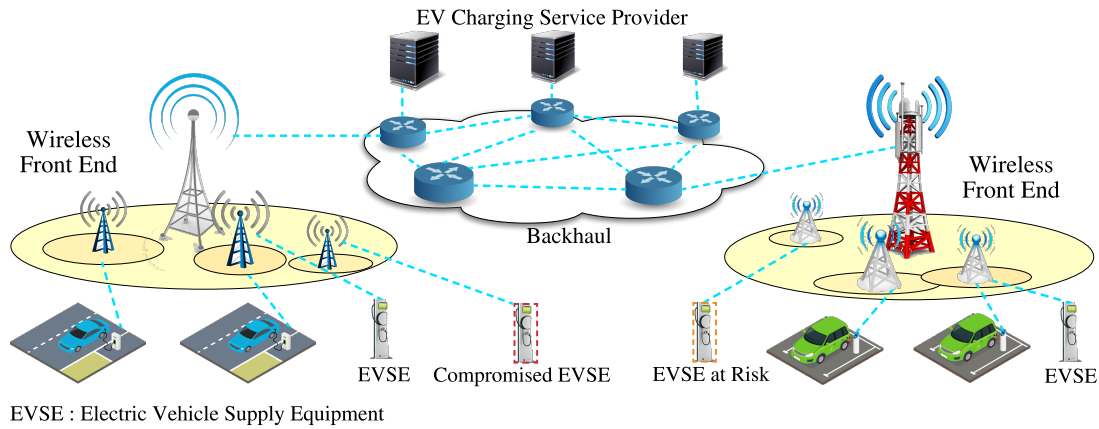 EV Charging Service Provider
Wireless
Front End
Wireless
Front End
Backhaul
EVSE
Compromised EVSE
EVSE at Risk
EVSE
EVSE : Electric Vehicle Supply Equipment